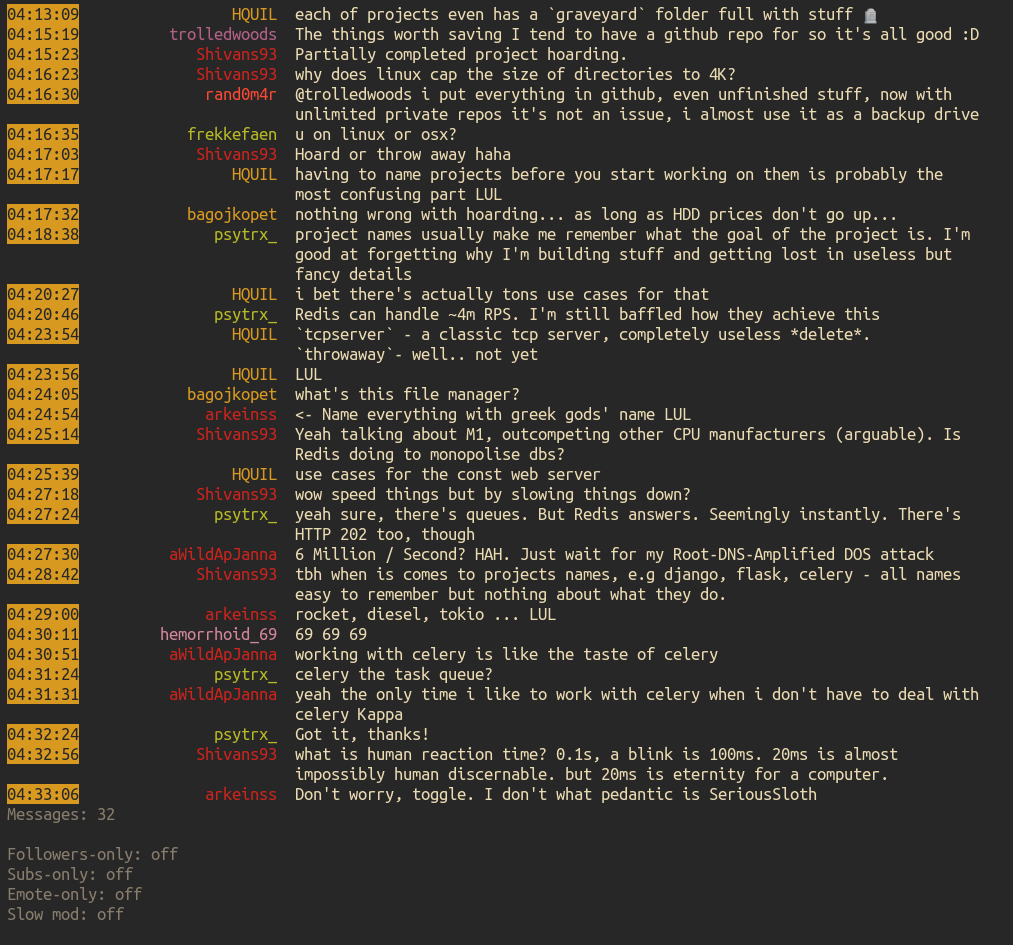 04:13:09 HQUIL each of projects even has a `graveyard` folder full with stuff 🪦
04:15:19 trolledwoods The things worth saving I tend to have a github repo for so it's all good :D
04:15:23 Shivans93 Partially completed project hoarding.
04:16:23 Shivans93 why does linux cap the size of directories to 4K?
04:16:30 rand0m4r @trolledwoods i put everything in github, even unfinished stuff, now with
unlimited private repos it's not an issue, i almost use it as a backup drive
04:16:35 frekkefaen u on linux or osx?
04:17:03 Shivans93 Hoard or throw away haha
04:17:17 HQUIL having to name projects before you start working on them is probably the
most confusing part LUL
04:17:32 bagojkopet nothing wrong with hoarding... as long as HDD prices don't go up...
04:18:38 psytrx_ project names usually make me remember what the goal of the project is. I'm
good at forgetting why I'm building stuff and getting lost in useless but
fancy details
04:20:27 HQUIL i bet there's actually tons use cases for that
04:20:46 psytrx_ Redis can handle ~4m RPS. I'm still baffled how they achieve this
04:23:54 HQUIL `tcpserver` - a classic tcp server, completely useless *delete*.
`throwaway`- well.. not yet
04:23:56 HQUIL LUL
04:24:05 bagojkopet what's this file manager?
04:24:54 arkeinss <- Name everything with greek gods' name LUL
04:25:14 Shivans93 Yeah talking about M1, outcompeting other CPU manufacturers (arguable). Is
Redis doing to monopolise dbs?
04:25:39 HQUIL use cases for the const web server
04:27:18 Shivans93 wow speed things but by slowing things down?
04:27:24 psytrx_ yeah sure, there's queues. But Redis answers. Seemingly instantly. There's
HTTP 202 too, though
04:27:30 aWildApJanna 6 Million / Second? HAH. Just wait for my Root-DNS-Amplified DOS attack
04:28:42 Shivans93 tbh when is comes to projects names, e.g django, flask, celery - all names
easy to remember but nothing about what they do.
04:29:00 arkeinss rocket, diesel, tokio ... LUL
04:30:11 hemorrhoid_69 69 69 69
04:30:51 aWildApJanna working with celery is like the taste of celery
04:31:24 psytrx_ celery the task queue?
04:31:31 aWildApJanna yeah the only time i like to work with celery when i don't have to deal with
celery Kappa
04:32:24 psytrx_ Got it, thanks!
04:32:56 Shivans93 what is human reaction time? 0.1s, a blink is 100ms. 20ms is almost
impossibly human discernable. but 20ms is eternity for a computer.
04:33:06 arkeinss Don't worry, toggle. I don't what pedantic is SeriousSloth
Messages: 32
Followers-only: off
Subs-only: off
Emote-only: off
Slow mod: off